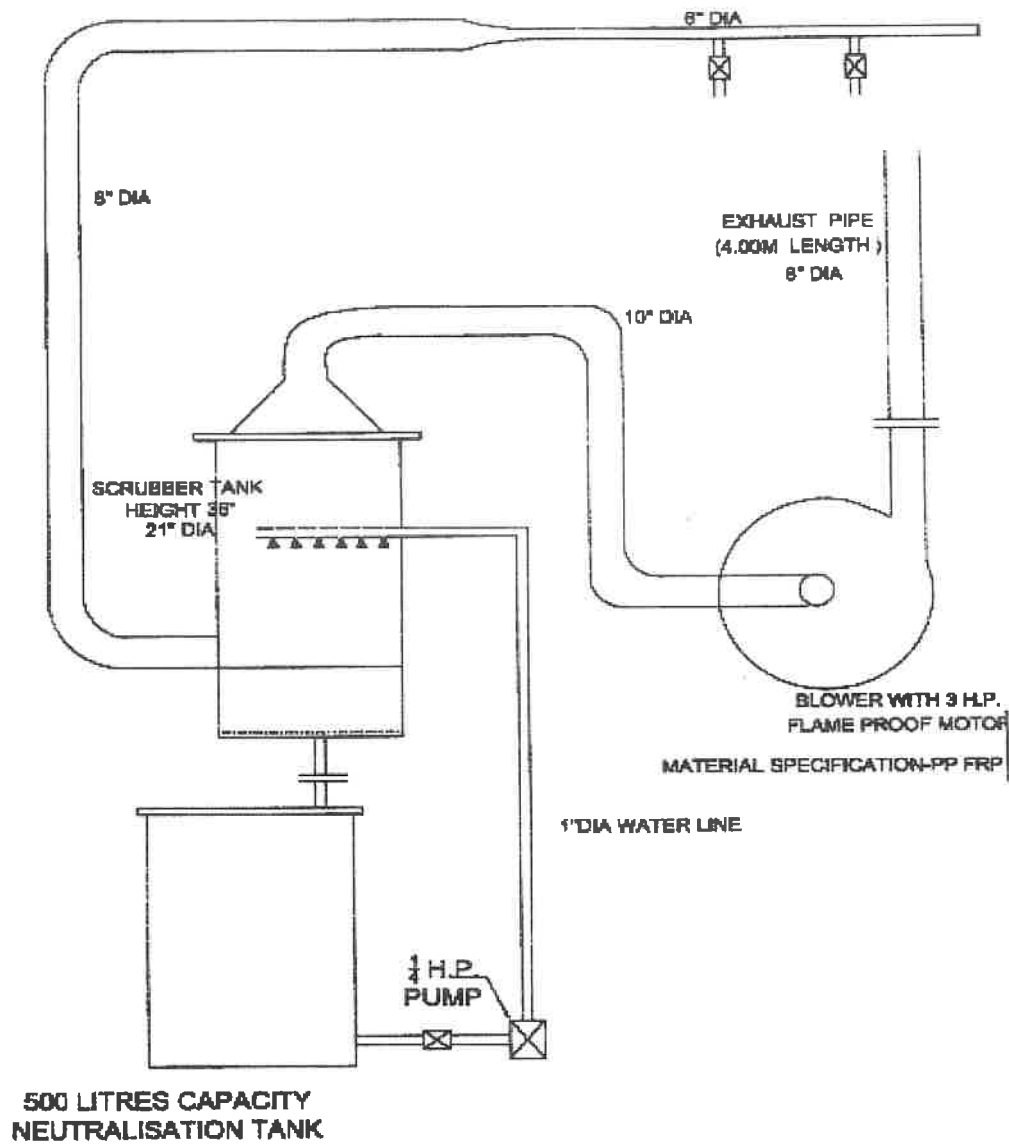 6" DIA
8" DIA
EXHAUST PIPE
(4.00M LENGTH)
DIA
10" DIA
SCRUBBER TANK
HEIGHT 36"
21" DIA
BLOWER WITH 3 H.P.
FLAME PROOF MOTOR
MATERIAL SPECIFICATION-PP FRP
1"DIA WATER LINE
1/4 H.P.
PUMP
500 LITRES CAPACITY
NEUTRALISATION TANK